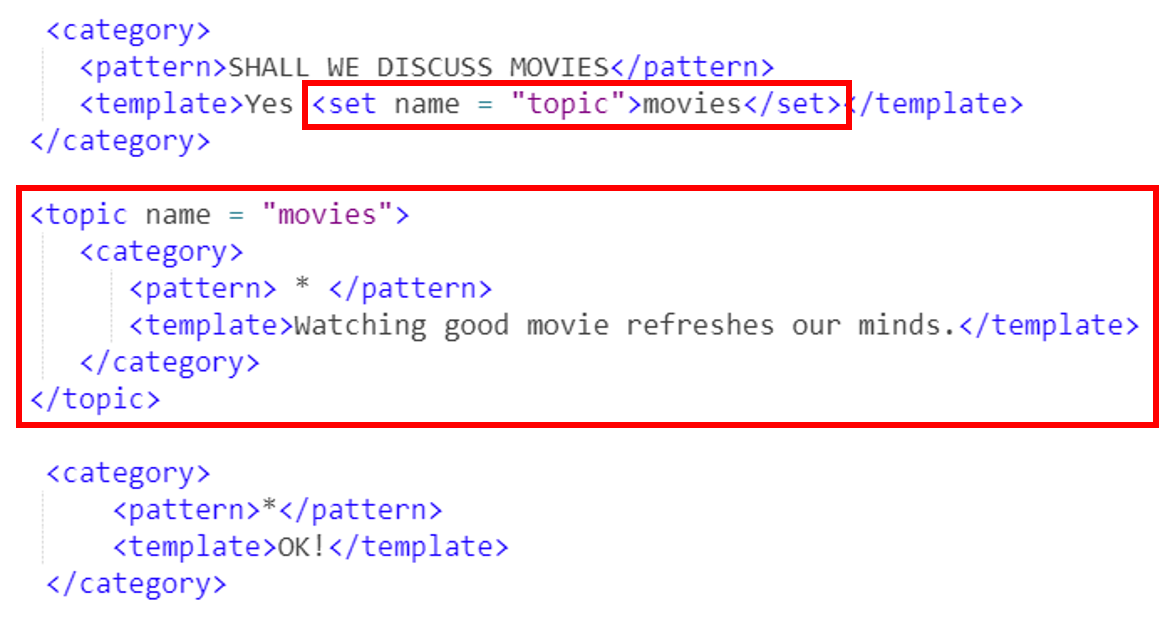 <category>
<pattern>SHALL WE DISCUSS MOVIES</pattern>
<template>Yes <set name = "topic">movies</set></template>
</category>
<topic name = "movies">
<category>
<pattern> * </pattern>
<template>Watching good movie refreshes our minds.</template>
</category>
</topic>
<category>
<pattern>*</pattern>
<template>OK!</template>
</category>